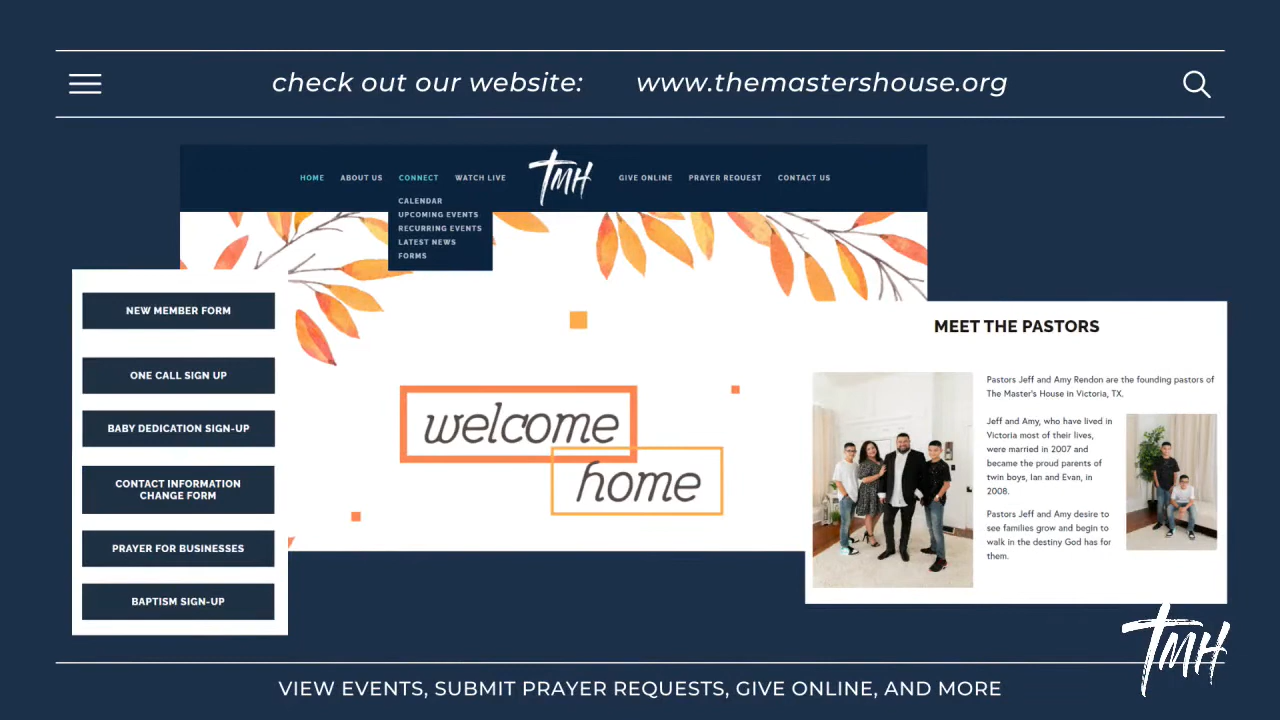 check out our website: www.themastershouse.org
HOME ABOUT US CONNECT WATCH LIVE TMH GIVE ONLINE PRAYER REQUEST CONTACT US
CALENDAR
UPCOMING EVENTS
RECURRING EVENTS
LATEST NEWS
FORMS
NEW MEMBER FORM
ONE CALL SIGN UP
BABY DEDICATION SIGN-UP
CONTACT INFORMATION
CHANGE FORM
PRAYER FOR BUSINESSES
BAPTISM SIGN-UP
welcome
home
MEET THE PASTORS
Pastors Jeff and Amy Rendon are the founding pastors of
The Master's House in Victoria, TX.
Jeff and Amy, who have lived in
Victoria most of their lives,
were married in 2007 and
became the proud parents of
twin boys, Ian and Evan, in
2008.
Pastors Jeff and Amy desire to
see families grow and begin to
walk in the destiny God has for
them.
TMH
VIEW EVENTS, SUBMIT PRAYER REQUESTS, GIVE ONLINE, AND MORE